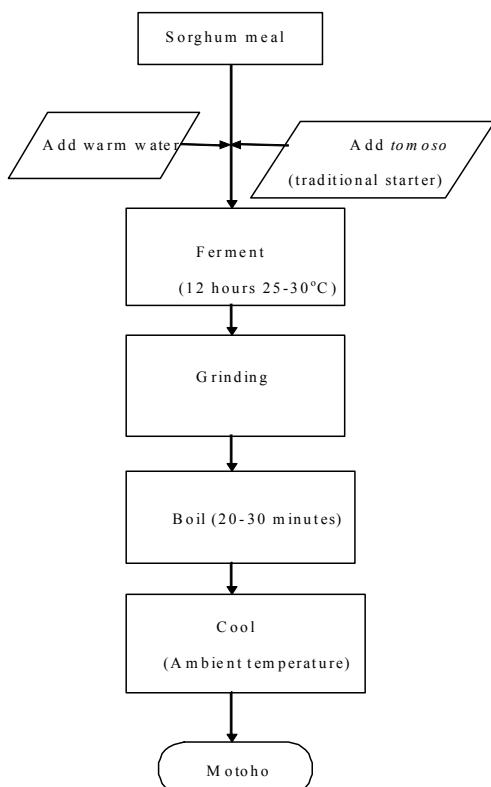 Sorghum meal
Add warm water
Add tomoso
(traditional starter)
Ferment
(12 hours 25-30°C)
Grinding
Boil (20-30 minutes)
Cool
(Ambient temperature)
Motoho